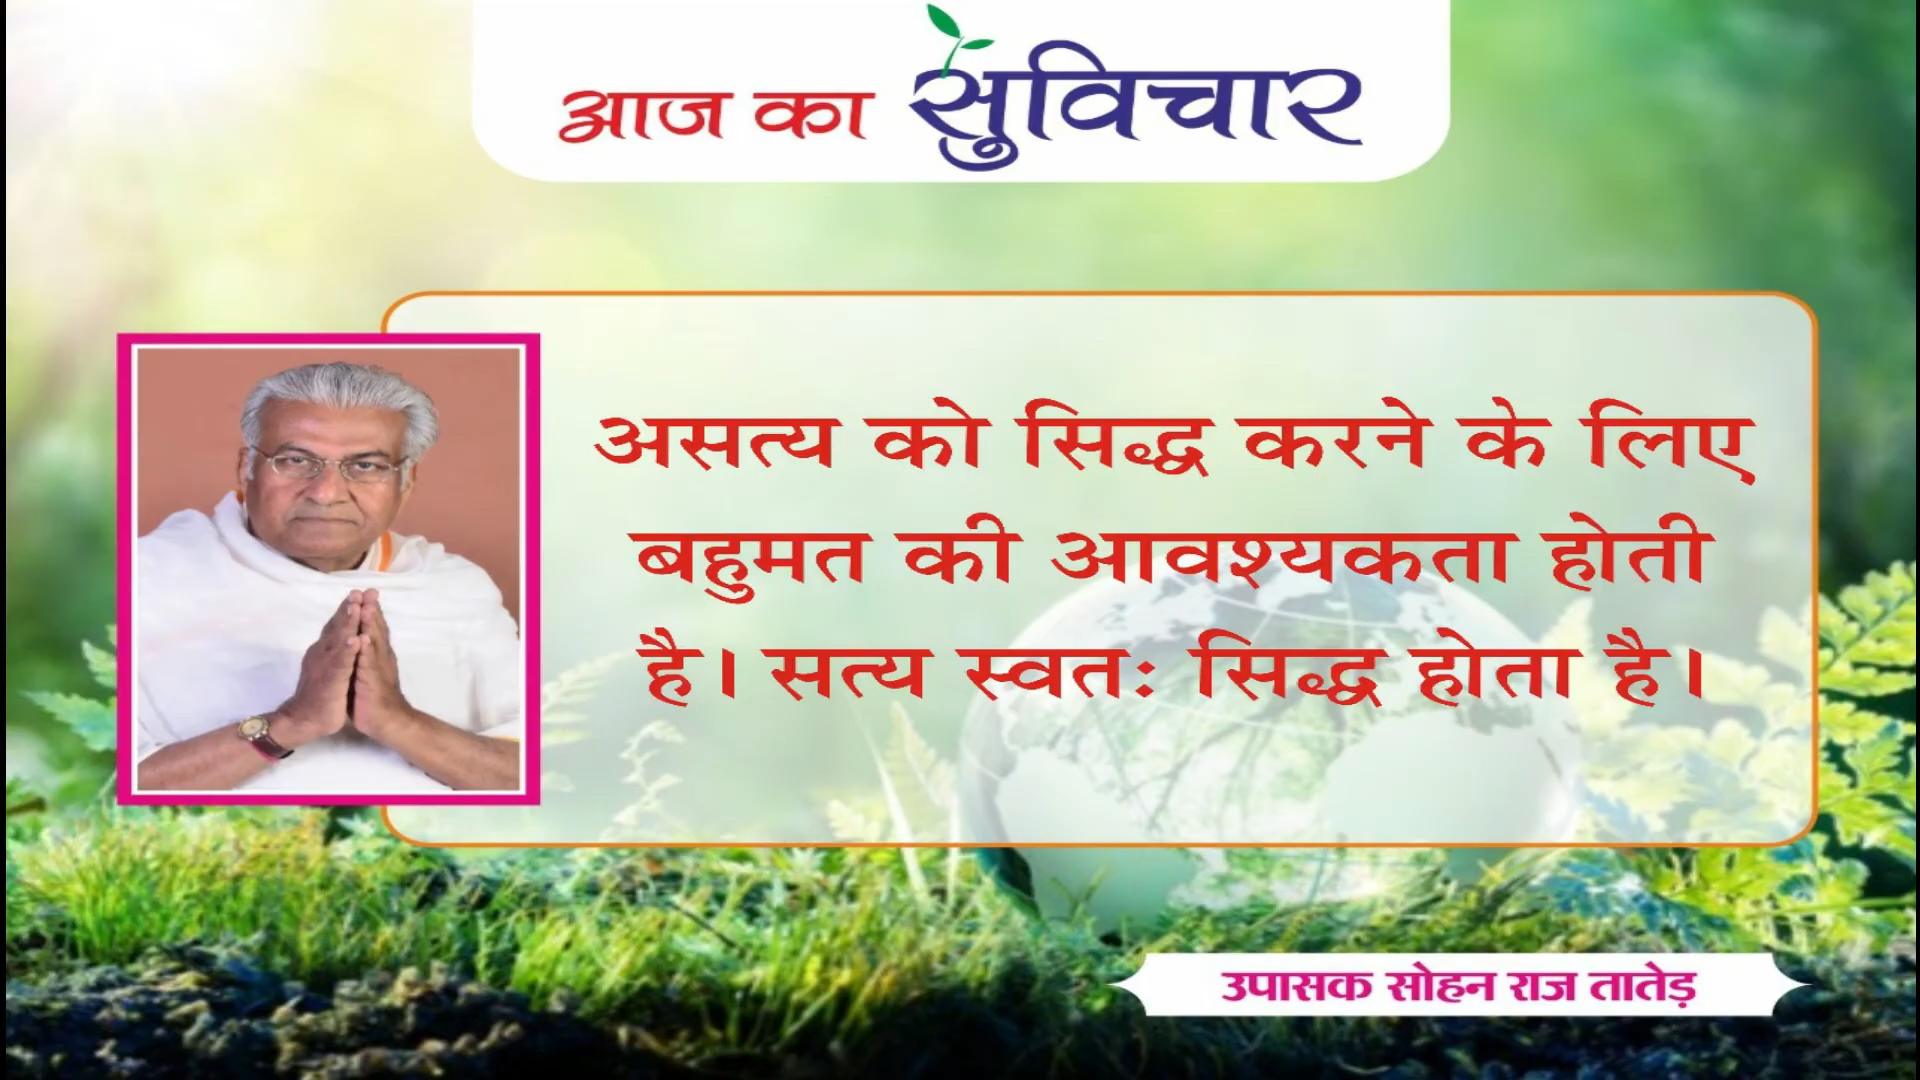 आज का सुविचार
असत्य को सिद्ध करने के लिए
बहुमत की आवश्यकता होती
है। सत्य स्वतः सिद्ध होता है।
उपासक सोहन राज तातेड़